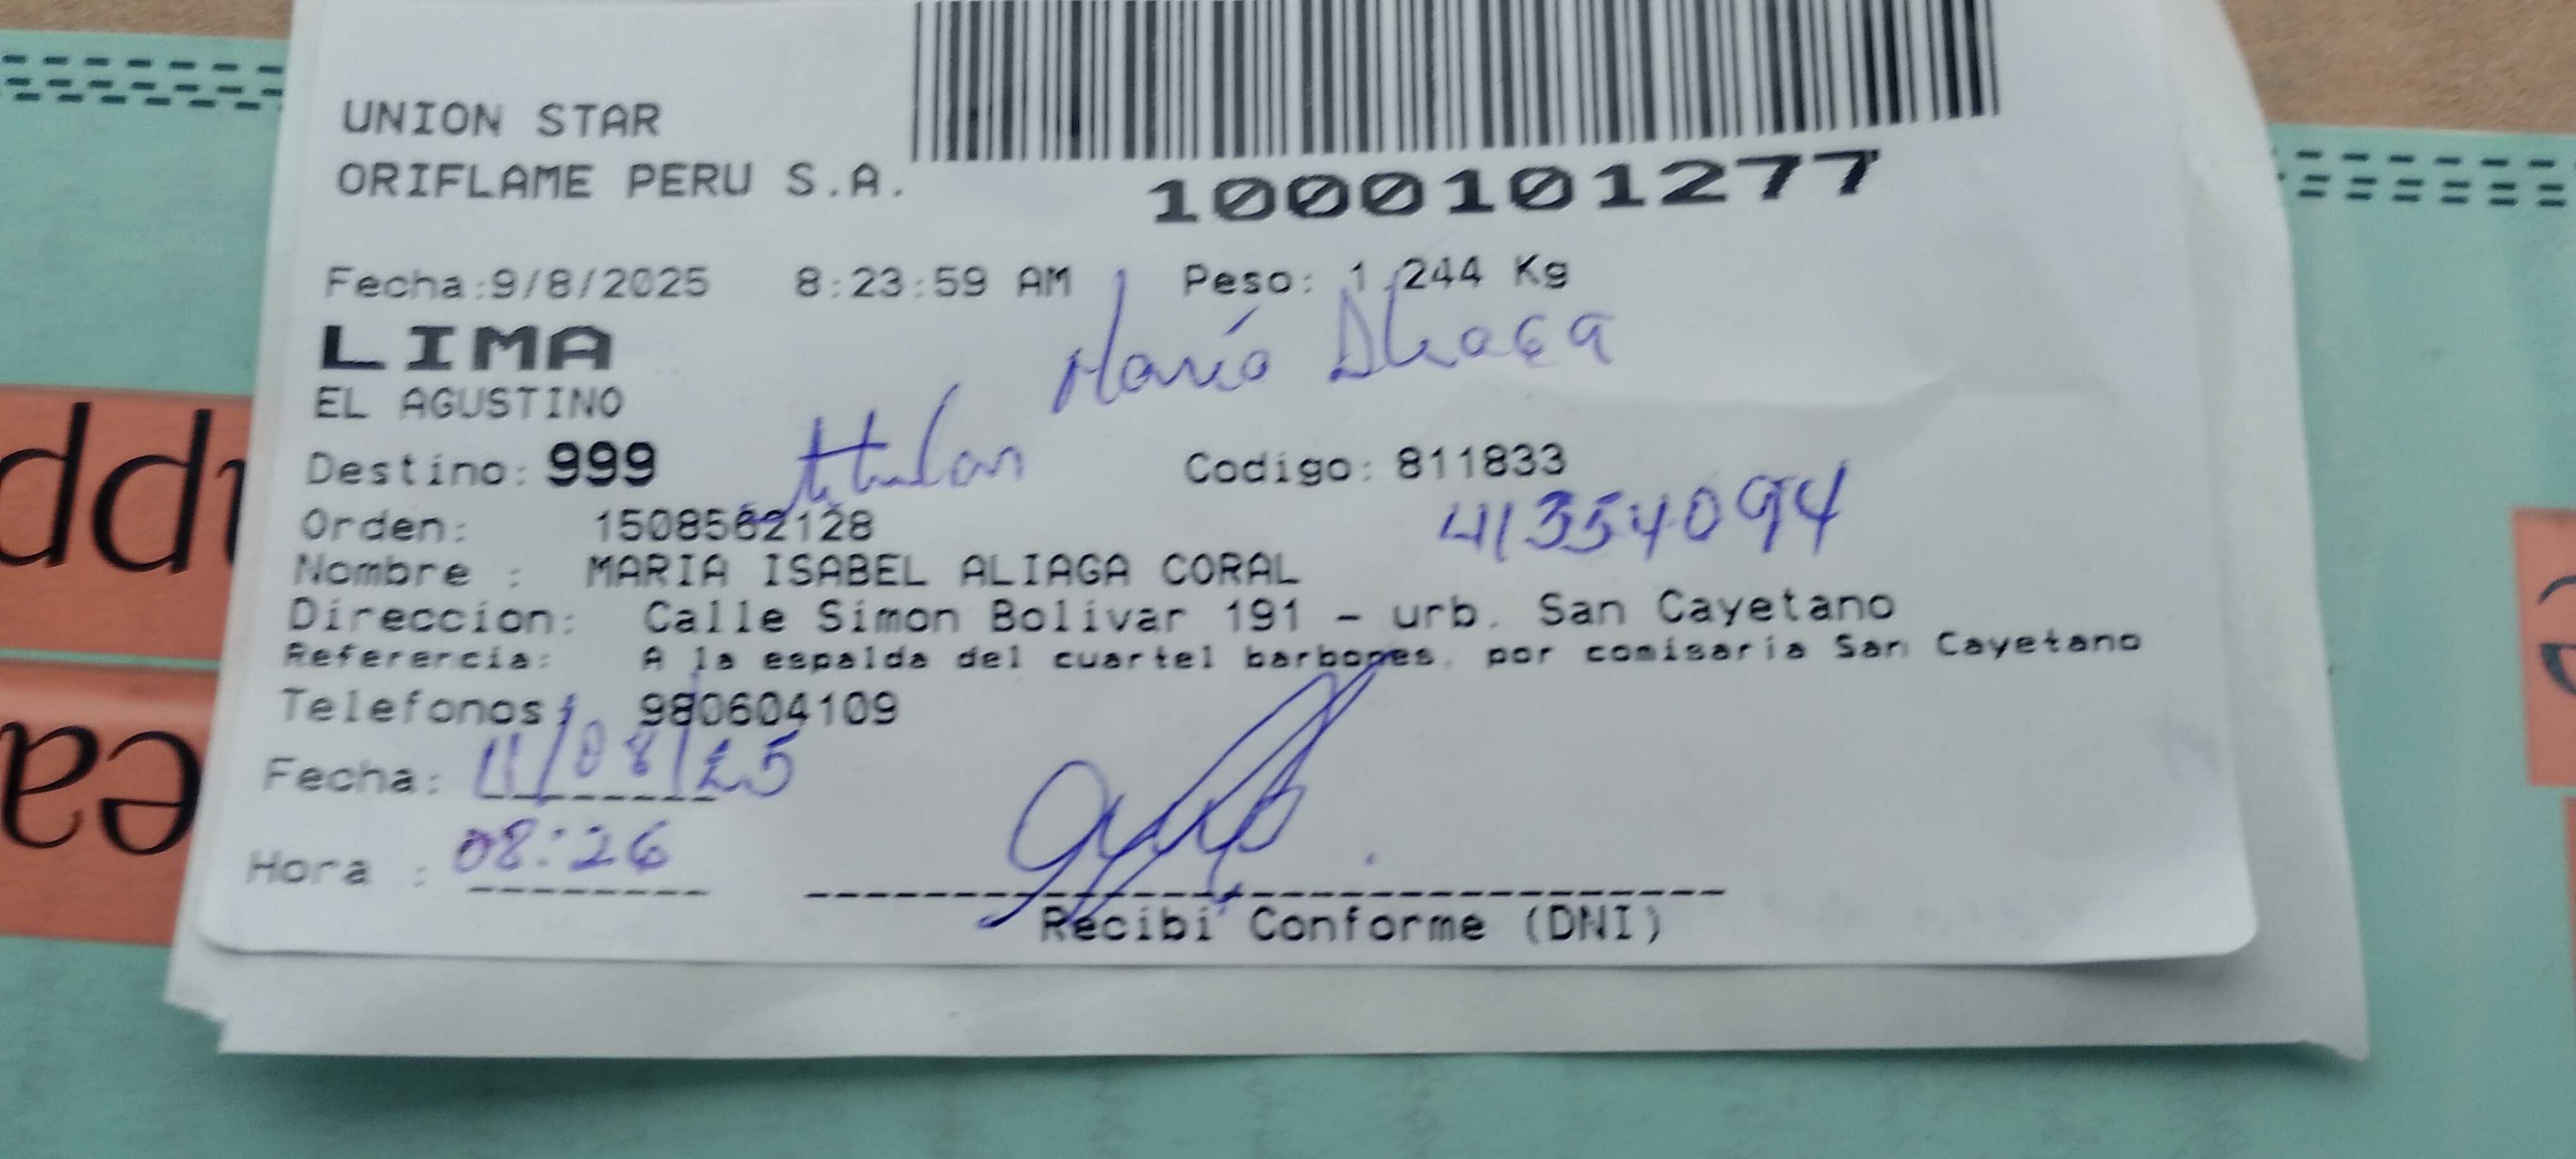 UNION STAR
ORIFLAME PERU S.A.
1000101277
Fecha:9/8/2025 8:23:59 AM Peso: 1.244 Kg
LIMA
María Aliaga
EL AGUSTINO
titular
Destino: 999 Codigo: 811833
41354094
Orden: 1508562128
Nombre : MARIA ISABEL ALIAGA CORAL
Direccion: Calle Simon Bolivar 191 - urb. San Cayetano
Referencia: A la espalda del cuartel barbones, por comisaria San Cayetano
Telefonos: 980604109
Fecha: 11/08/25
Hora : 08:26
Recibi Conforme (DNI)